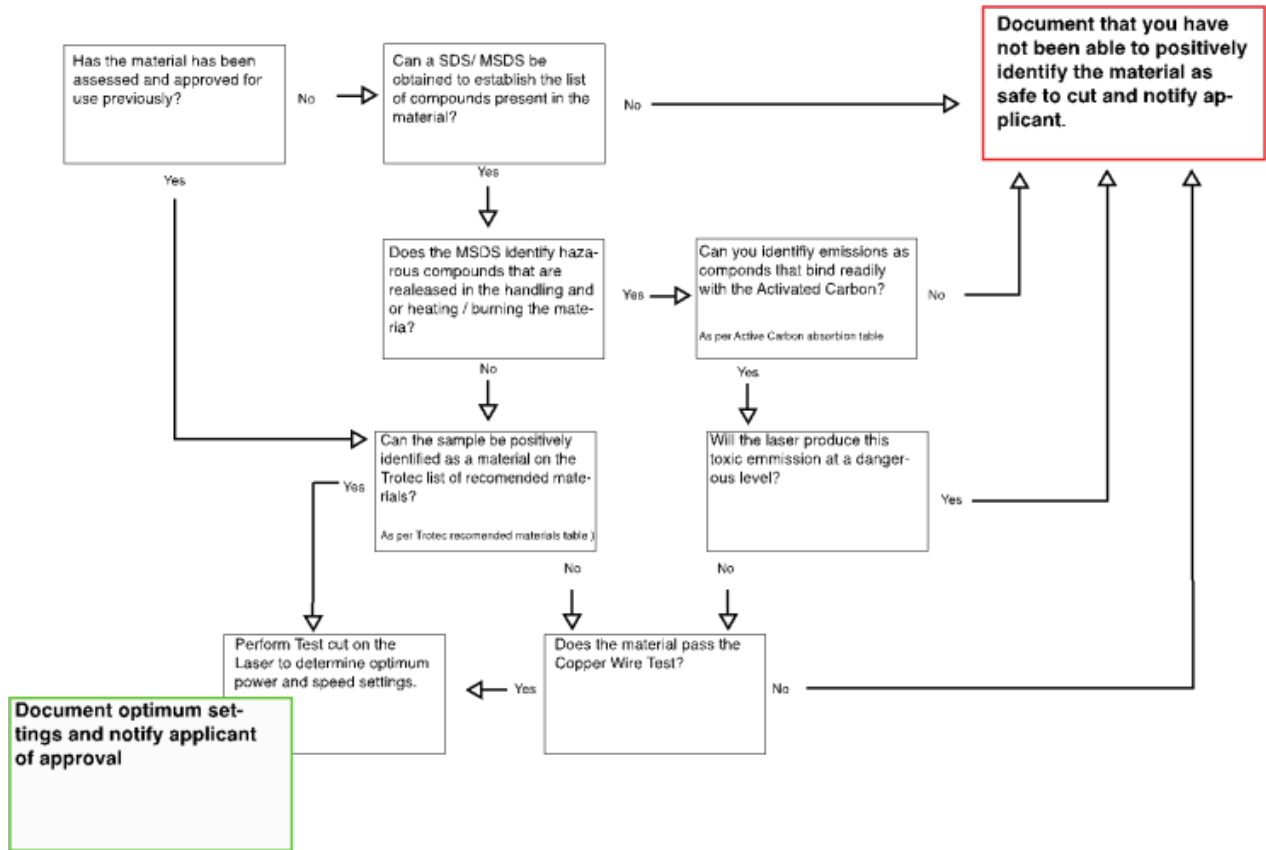 Has the material has been
assessed and approved for
use previously?
No
Yes
Can a SDS/ MSDS be
obtained to establish the list
of compounds present in the
material?
No
Yes
Document that you have
not been able to positively
identify the material as
safe to cut and notify ap-
plicant.
Does the MSDS identify haza-
rous compounds that are
realeased in the handling and
or heating / burning the mate-
ria?
Yes
No
Can you identifiy emissions as
componds that bind readily
with the Activated Carbon?
As per Active Carbon absorbion table
No
Yes
Can the sample be positively
identified as a material on the
Trotec list of recomended mate-
rials?
As per Trotec recomended materials table )
Yes
No
Will the laser produce this
toxic emmission at a danger-
ous level?
Yes
No
Perform Test cut on the
Laser to determine optimum
power and speed settings.
Does the material pass the
Copper Wire Test?
Yes
No
Document optimum set-
tings and notify applicant
of approval